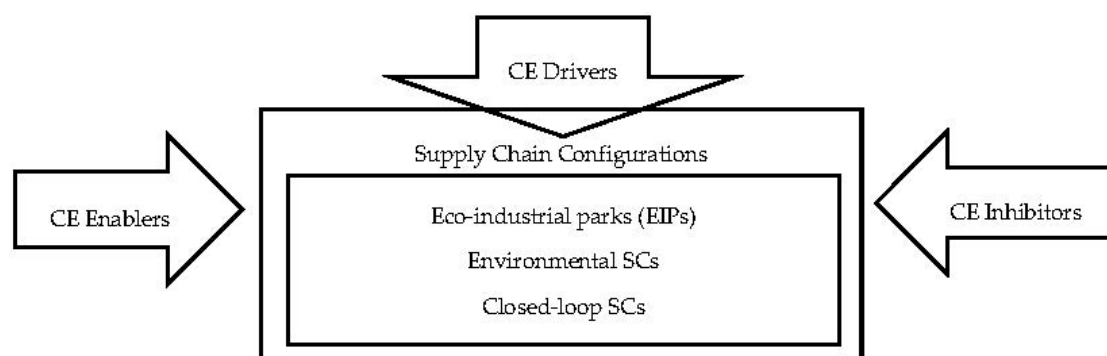 CE Drivers
Supply Chain Configurations
CE Enablers
Eco-industrial parks (EIPs)
Environmental SCs
Closed-loop SCs
CE Inhibitors